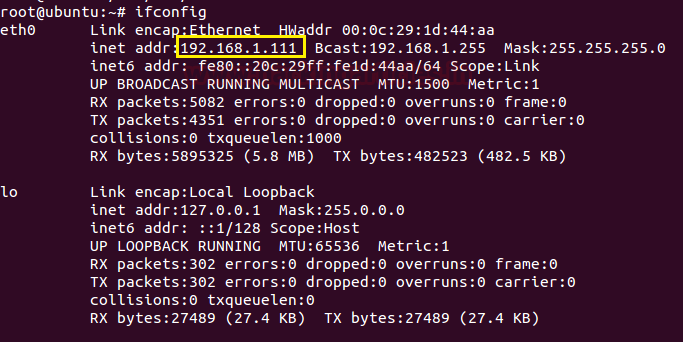 root@ubuntu:~# ifconfig
eth0      Link encap:Ethernet  HWaddr 00:0c:29:1d:44:aa
          inet addr:192.168.1.111  Bcast:192.168.1.255  Mask:255.255.255.0
          inet6 addr: fe80::20c:29ff:fe1d:44aa/64 Scope:Link
          UP BROADCAST RUNNING MULTICAST  MTU:1500  Metric:1
          RX packets:5082 errors:0 dropped:0 overruns:0 frame:0
          TX packets:4351 errors:0 dropped:0 overruns:0 carrier:0
          collisions:0 txqueuelen:1000
          RX bytes:5895325 (5.8 MB)  TX bytes:482523 (482.5 KB)
lo        Link encap:Local Loopback
          inet addr:127.0.0.1  Mask:255.0.0.0
          inet6 addr: ::1/128 Scope:Host
          UP LOOPBACK RUNNING  MTU:65536  Metric:1
          RX packets:302 errors:0 dropped:0 overruns:0 frame:0
          TX packets:302 errors:0 dropped:0 overruns:0 carrier:0
          collisions:0 txqueuelen:0
          RX bytes:27489 (27.4 KB)  TX bytes:27489 (27.4 KB)